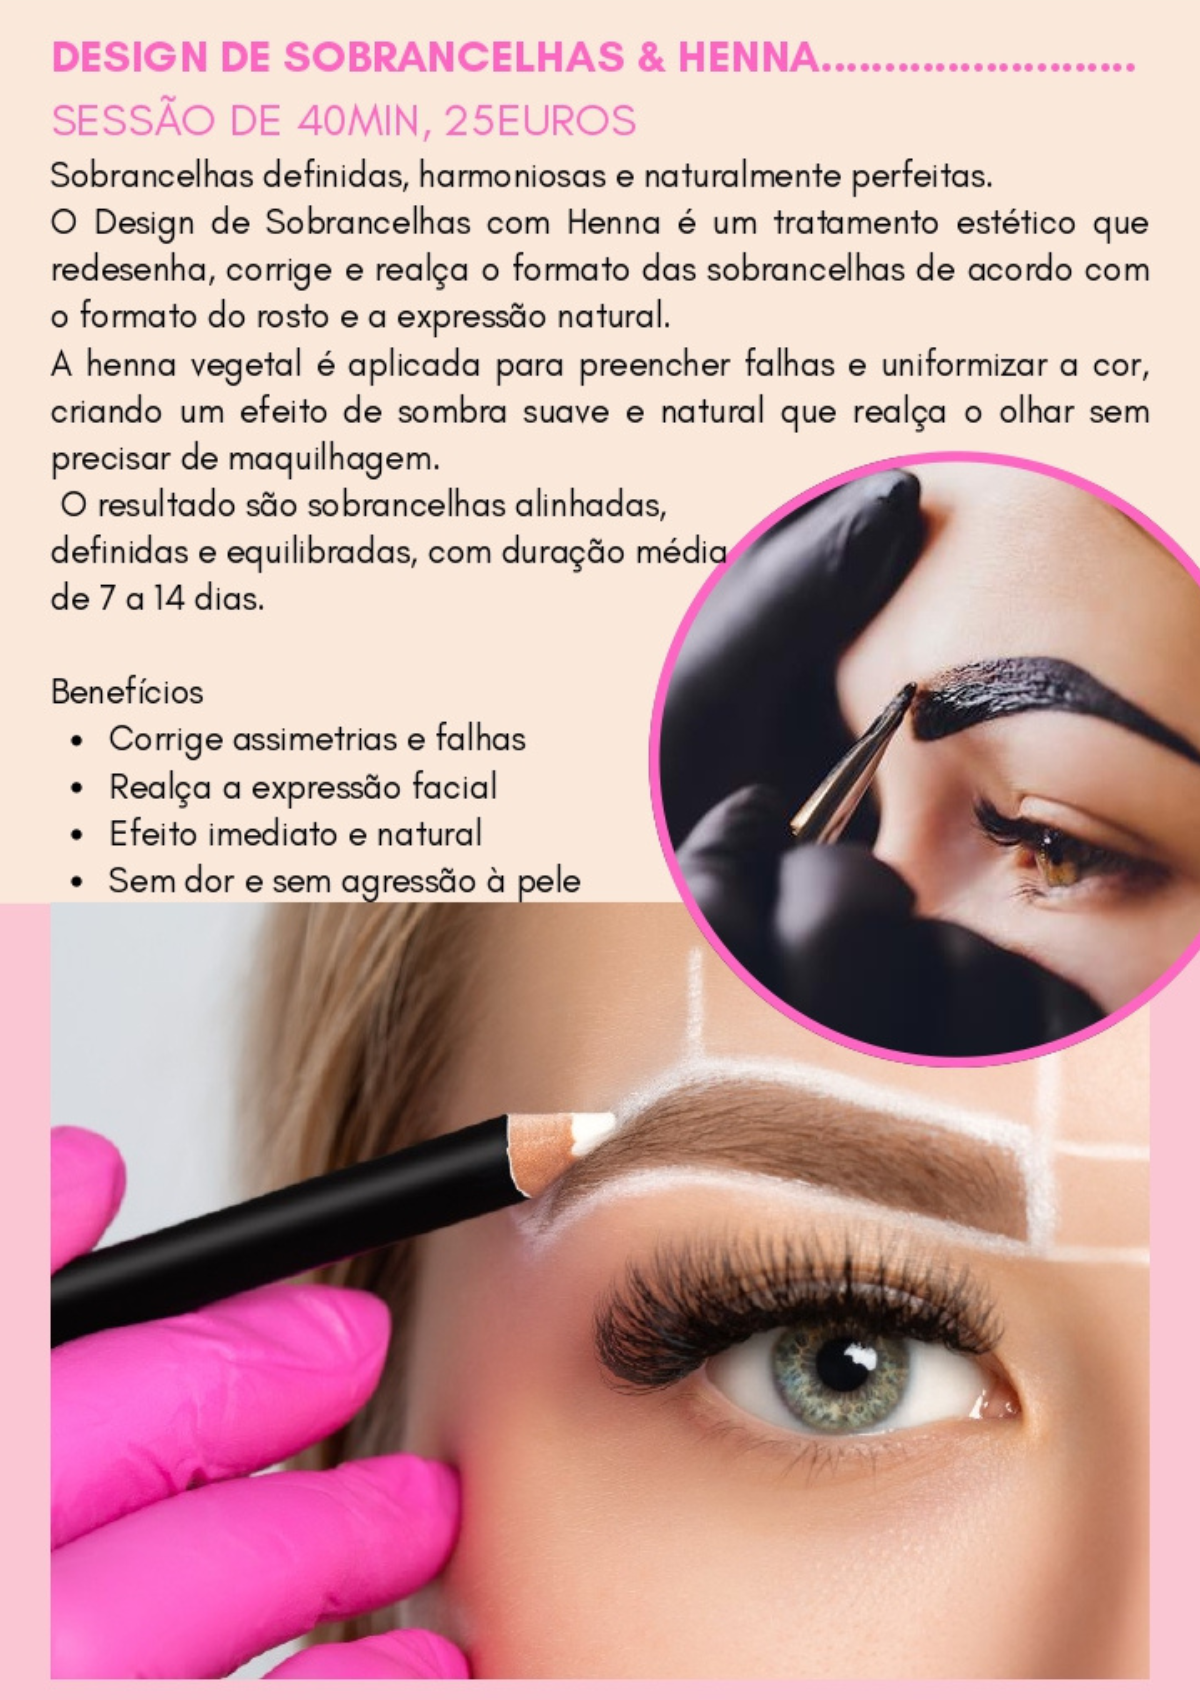 DESIGN DE SOBRANCELHAS & HENNA.........................
SESSÃO DE 40MIN, 25EUROS
Sobrancelhas definidas, harmoniosas e naturalmente perfeitas.
O Design de Sobrancelhas com Henna é um tratamento estético que
redesenha, corrige e realça o formato das sobrancelhas de acordo com
o formato do rosto e a expressão natural.
A henna vegetal é aplicada para preencher falhas e uniformizar a cor,
criando um efeito de sombra suave e natural que realça o olhar sem
precisar de maquilhagem.
O resultado são sobrancelhas alinhadas,
definidas e equilibradas, com duração média
de 7 a 14 dias.
Benefícios
• Corrige assimetrias e falhas
• Realça a expressão facial
• Efeito imediato e natural
• Sem dor e sem agressão à pele